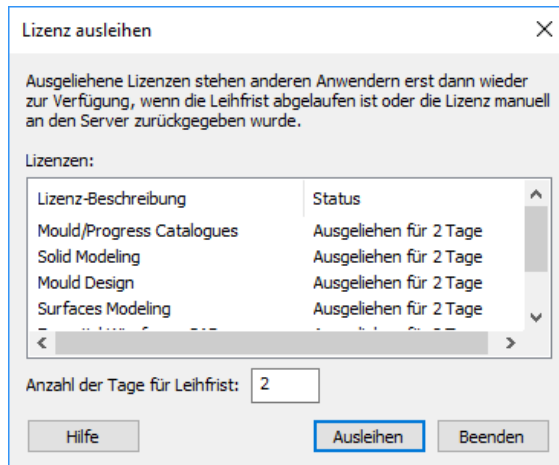 Lizenz ausleihen
Ausgeliehene Lizenzen stehen anderen Anwendern erst dann wieder
zur Verfügung, wenn die Leihfrist abgelaufen ist oder die Lizenz manuell
an den Server zurückgegeben wurde.
Lizenzen:
Lizenz-Beschreibung Status
Mould/Progress Catalogues Ausgeliehen für 2 Tage
Solid Modeling Ausgeliehen für 2 Tage
Mould Design Ausgeliehen für 2 Tage
Surfaces Modeling Ausgeliehen für 2 Tage
Anzahl der Tage für Leihfrist: 2
Hilfe Ausleihen Beenden